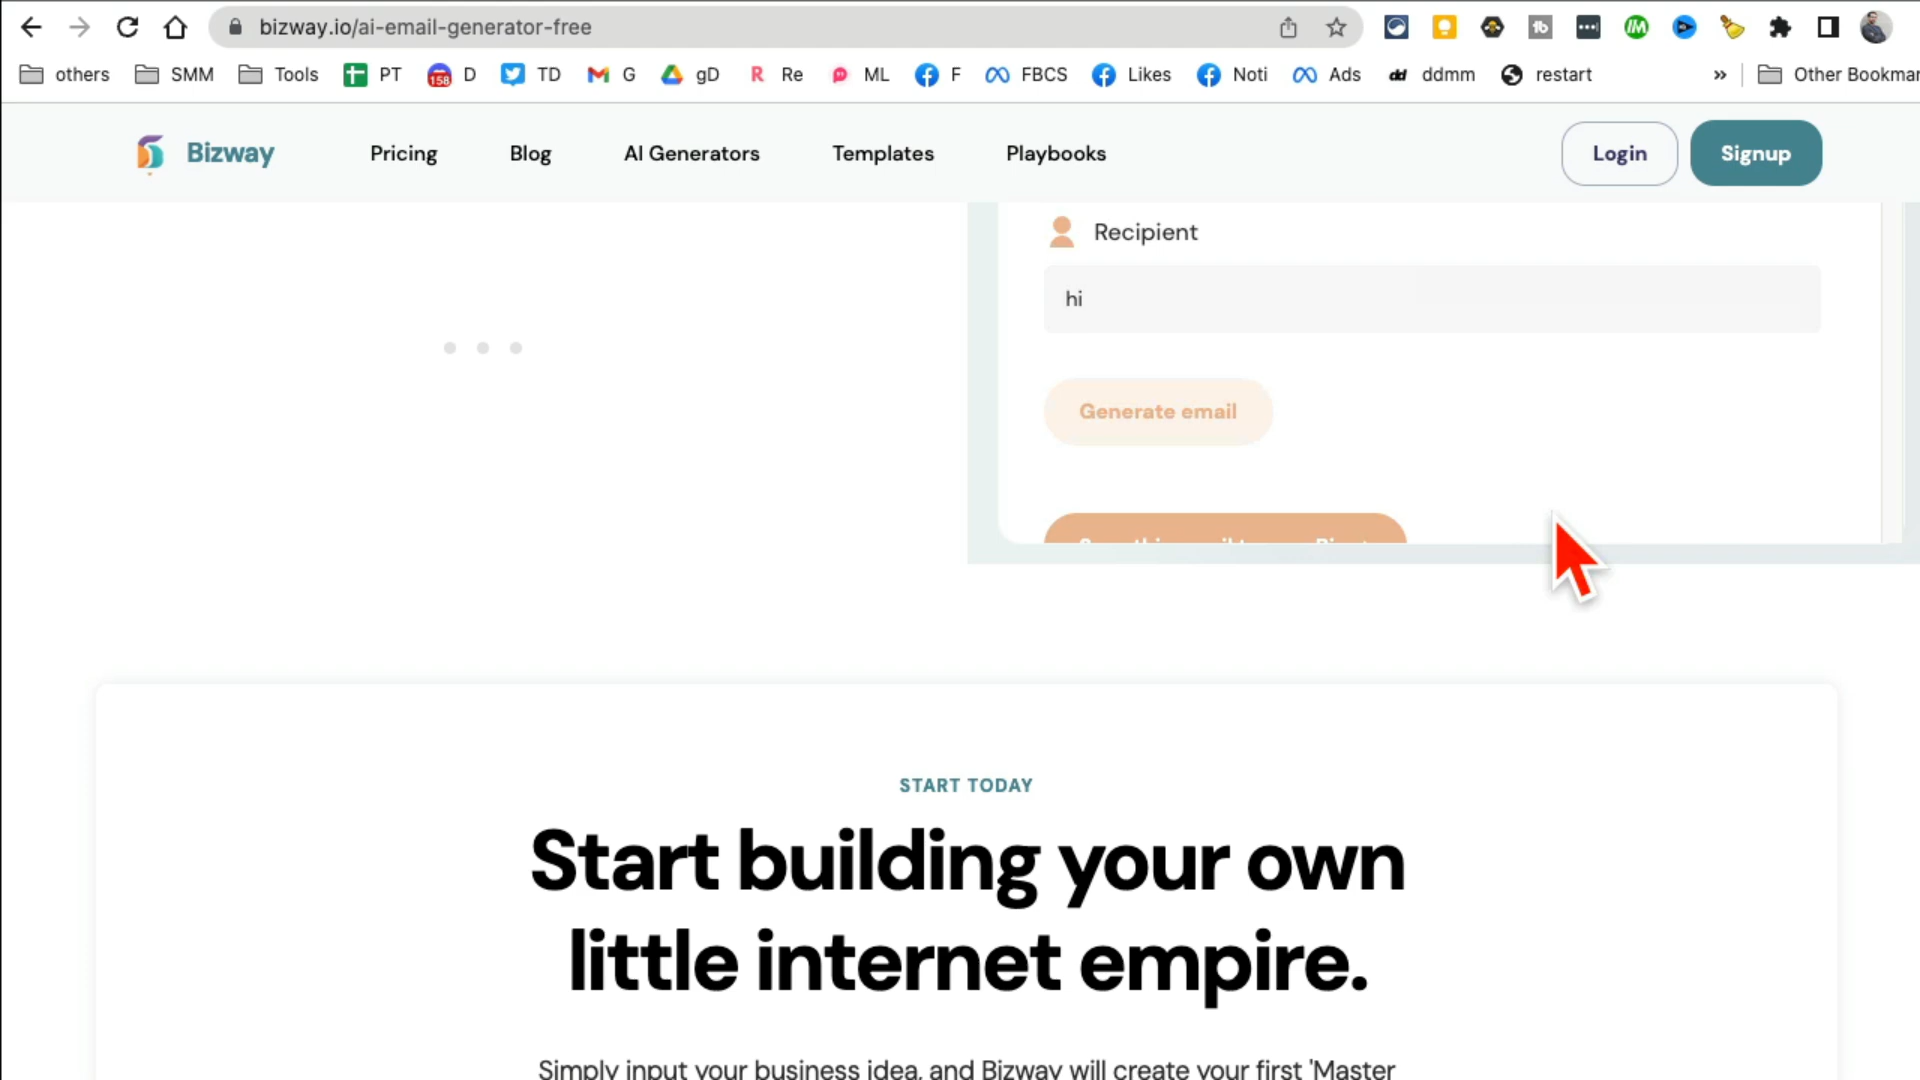 bizway.io/ai-email-generator-free
others SMM Tools PT 158 D TD G gD Re ML F FBCS Likes Noti Ads dd ddmm restart » Other Bookmar
Bizway Pricing Blog AI Generators Templates Playbooks Login Signup
Recipient
hi
Generate email
START TODAY
Start building your own
little internet empire.
Simply input your business idea, and Bizway will create your first 'Master